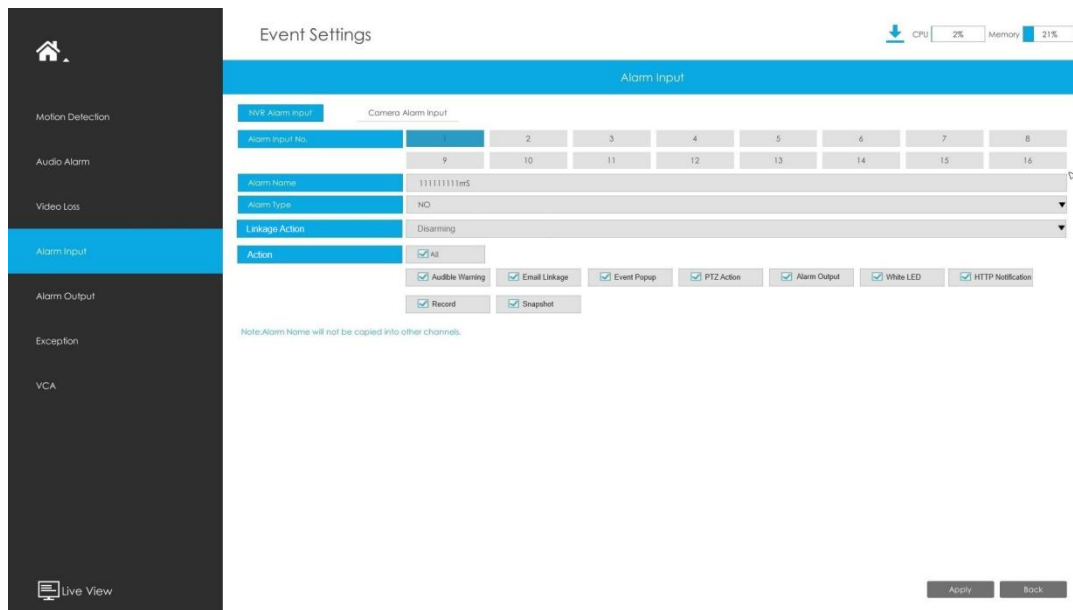 Event Settings
CPU 2% Memory 21%
Alarm Input
Motion Detection
Audio Alarm
Video Loss
Alarm Input
Alarm Output
Exception
VCA
Live View
NVR Alarm Input Camera Alarm Input
Alarm Input No. 1 2 3 4 5 6 7 8
9 10 11 12 13 14 15 16
Alarm Name 111111111mS
Alarm Type NO
Linkage Action Disarming
Action All
Audible Warning Email Linkage Event Popup PTZ Action Alarm Output White LED HTTP Notification
Record Snapshot
Note:Alarm Name will not be copied into other channels.
Apply Back